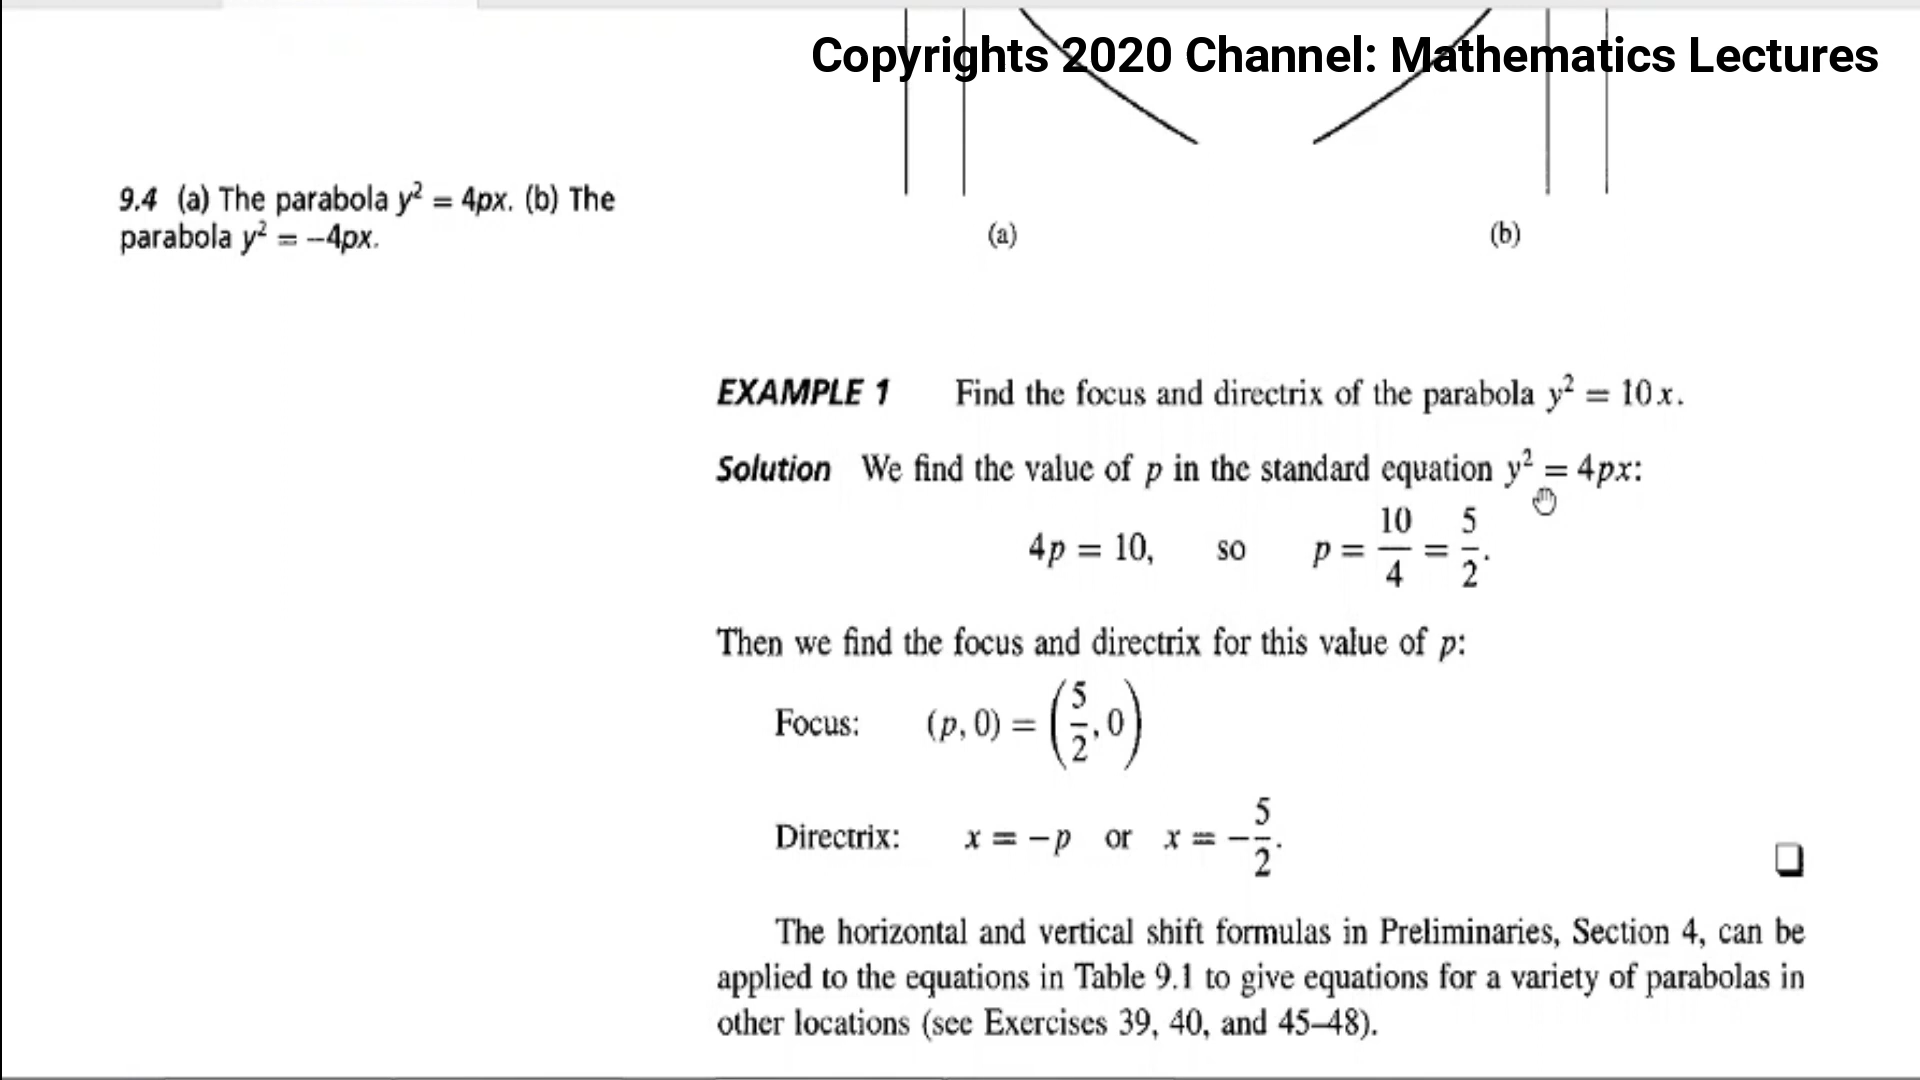 Copyrights 2020 Channel: Mathematics Lectures
9.4 (a) The parabola y² = 4px. (b) The
parabola y² = –4px.
(a)
(b)
EXAMPLE 1 Find the focus and directrix of the parabola y² = 10x.
Solution We find the value of p in the standard equation y² = 4px:
4p = 10, so p = 10/4 = 5/2.
Then we find the focus and directrix for this value of p:
Focus: (p, 0) = (5/2, 0)
Directrix: x = −p or x = −5/2.
The horizontal and vertical shift formulas in Preliminaries, Section 4, can be
applied to the equations in Table 9.1 to give equations for a variety of parabolas in
other locations (see Exercises 39, 40, and 45–48).